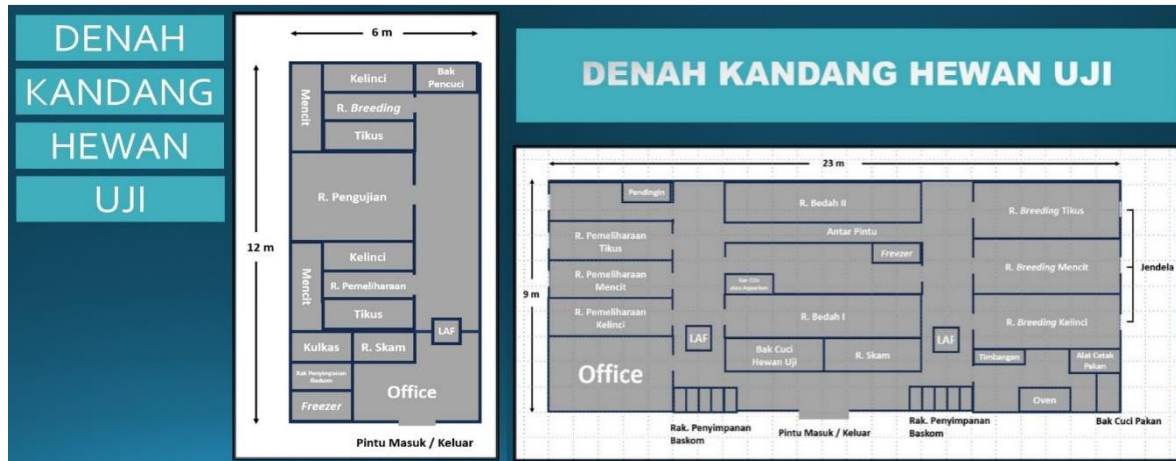 DENAH
KANDANG
HEWAN
UJI
6 m
12 m
Mencit
Kelinci
Bak
Pencuci
R. Breeding
Tikus
R. Pengujian
Mencit
Kelinci
R. Pemeliharaan
Tikus
LAF
Kulkas
R. Skam
Rak Penyimpanan
Baskom
Office
Freezer
Pintu Masuk / Keluar
DENAH KANDANG HEWAN UJI
23 m
9 m
Pendingin
R. Pemeliharaan
Tikus
R. Pemeliharaan
Mencit
R. Pemeliharaan
Kelinci
Office
LAF
R. Bedah II
Antar Pintu
Freezer
R. Bedah I
Bak Cuci
Hewan Uji
R. Skam
LAF
R. Breeding Tikus
R. Breeding Mencit
R. Breeding Kelinci
Jendela
Timbangan
Alat Cetak
Pakan
Oven
Rak. Penyimpanan
Baskom
Pintu Masuk / Keluar
Rak. Penyimpanan
Baskom
Bak Cuci Pakan